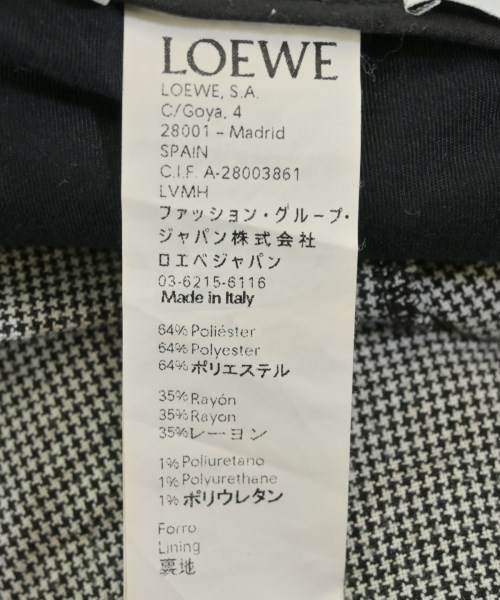 LOEWE
LOEWE, S.A.
C/Goya, 4
28001 – Madrid
SPAIN
C.I.F. A-28003861
LVMH
ファッション・グループ・
ジャパン株式会社
ロエベジャパン
03-6215-6116
Made in Italy
64% Poliéster
64% Polyester
64% ポリエステル
35% Rayón
35% Rayon
35% レーヨン
1% Poliuretano
1% Polyurethane
1% ポリウレタン
Forro
Lining
裏地